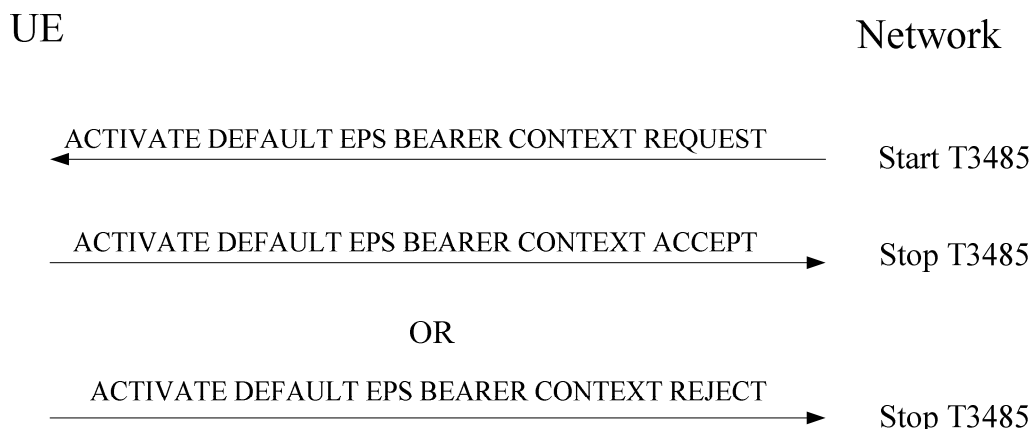 UE
Network
ACTIVATE DEFAULT EPS BEARER CONTEXT REQUEST
Start T3485
ACTIVATE DEFAULT EPS BEARER CONTEXT ACCEPT
Stop T3485
OR
ACTIVATE DEFAULT EPS BEARER CONTEXT REJECT
Stop T3485